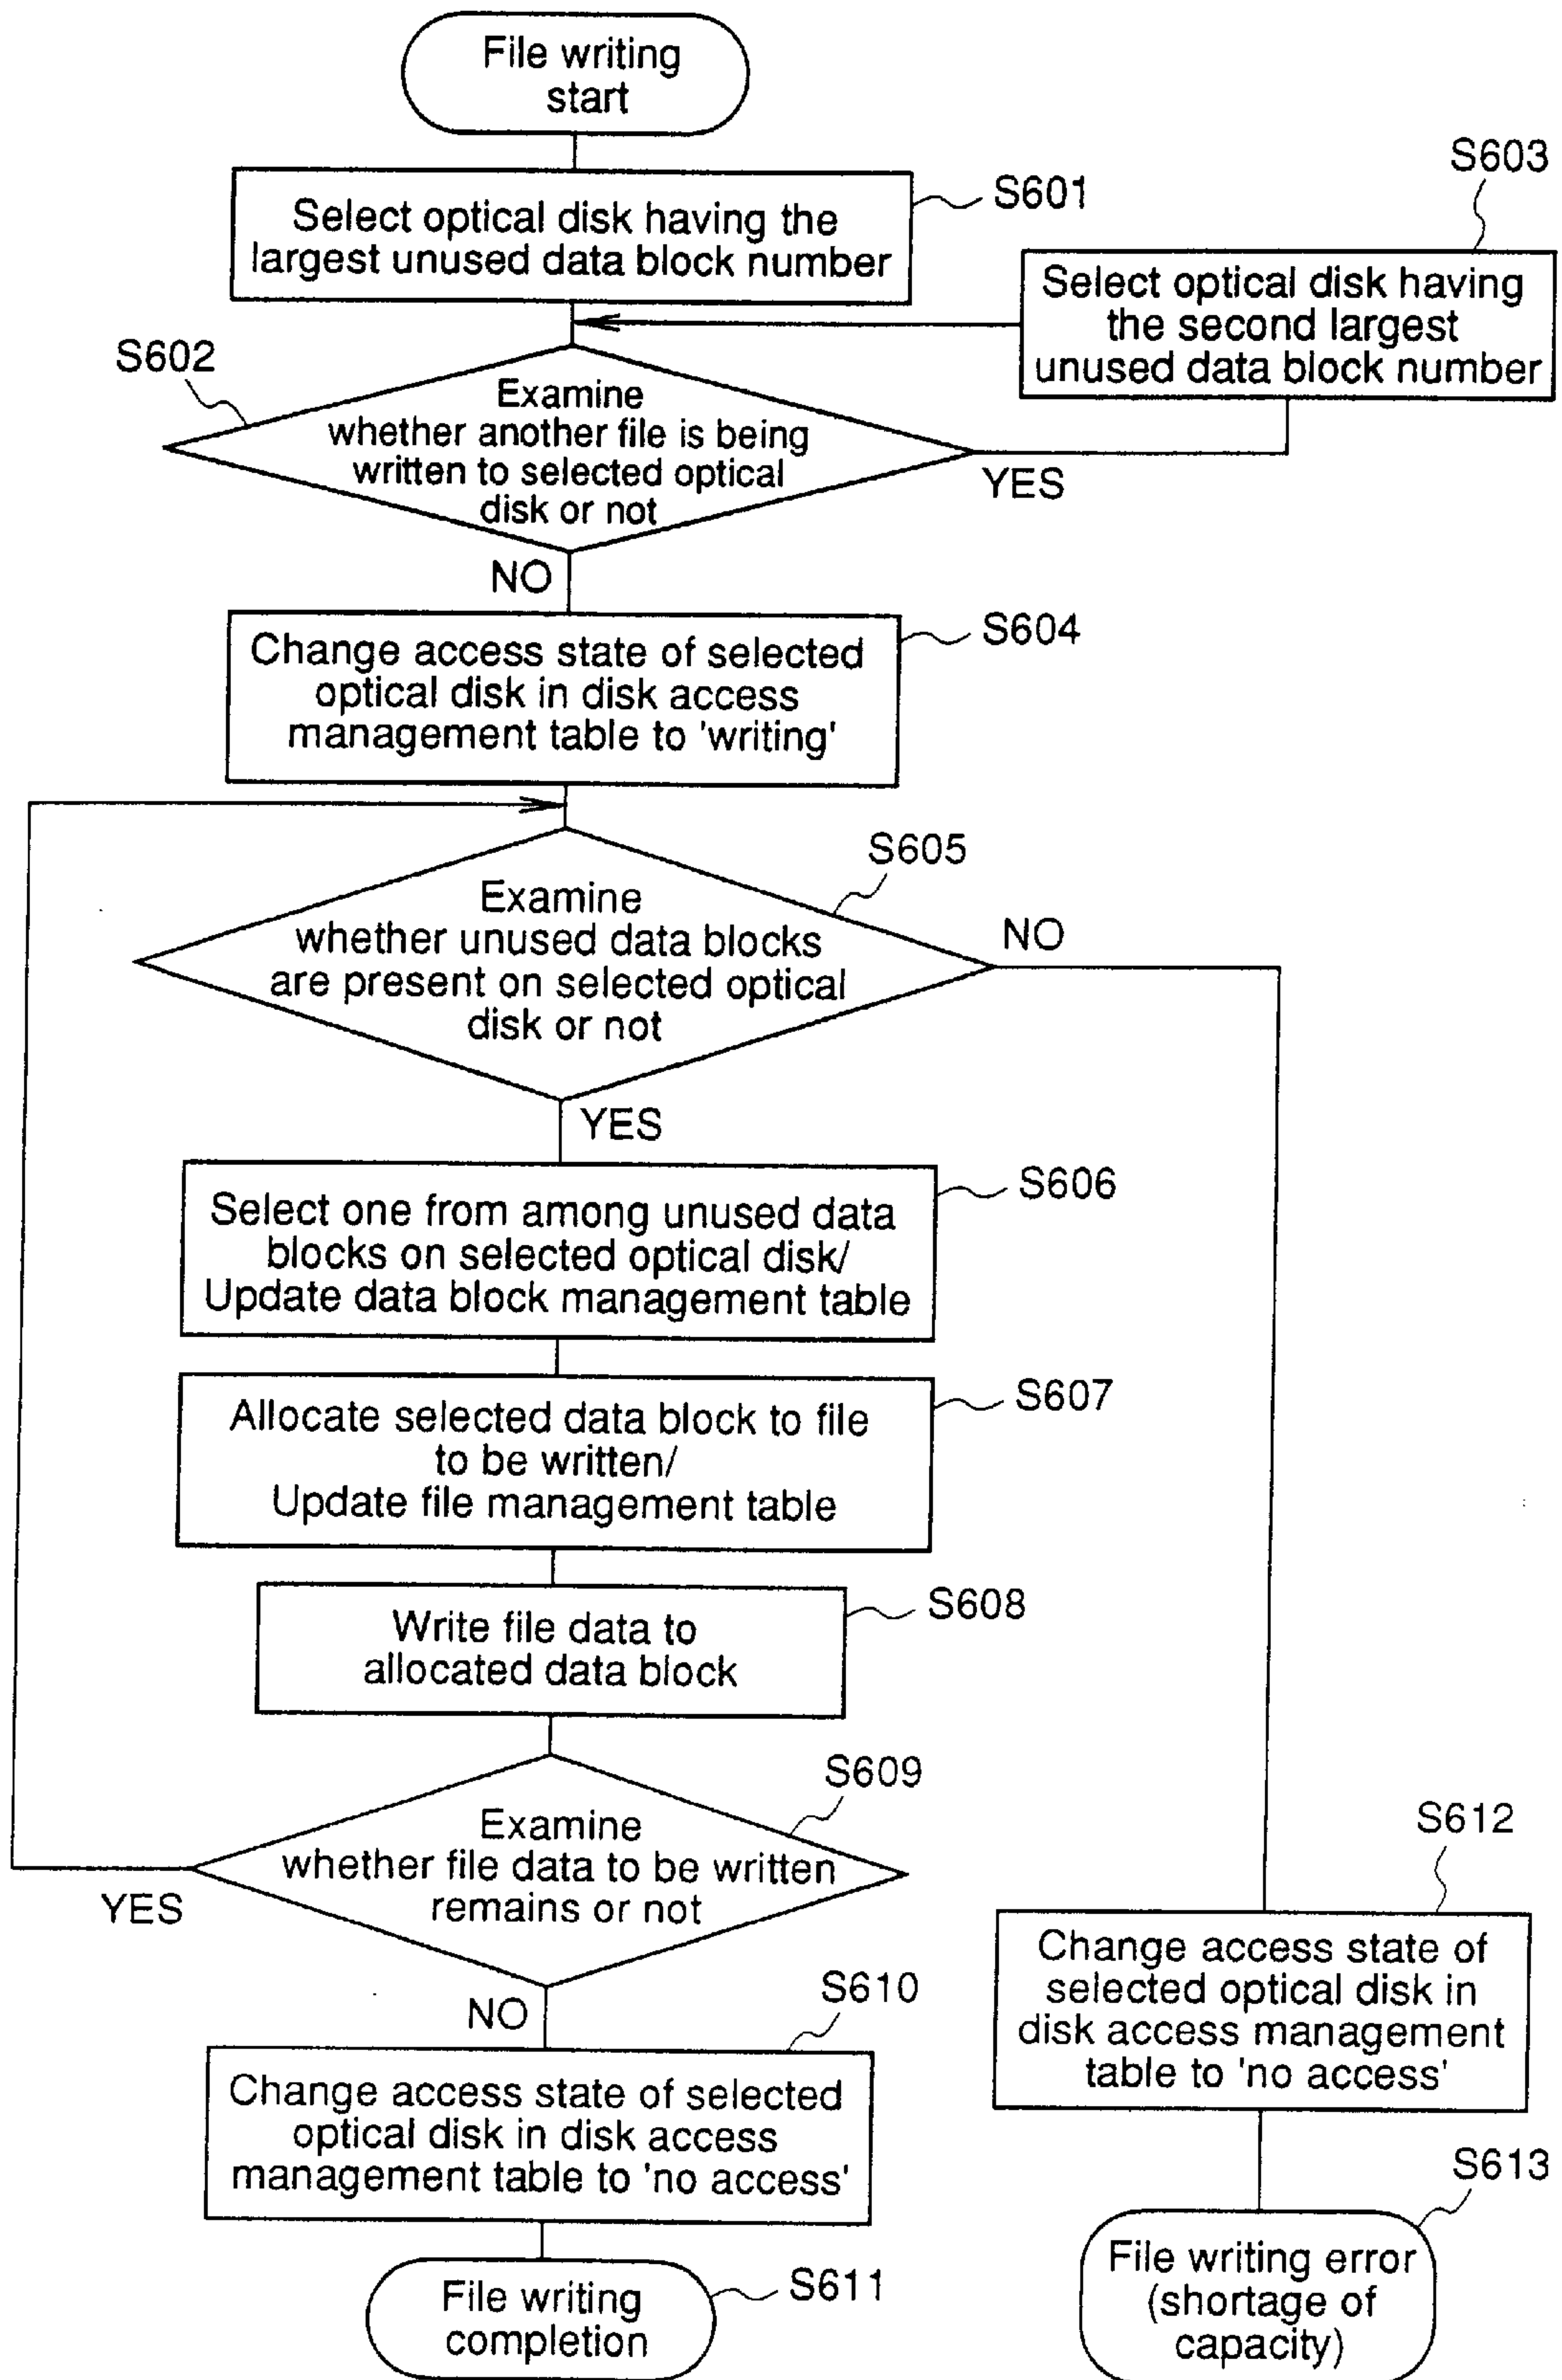 File writing
start
S601
Select optical disk having the
largest unused data block number
S603
Select optical disk having
the second largest
unused data block number
S602
Examine
whether another file is being
written to selected optical
disk or not
YES
NO
S604
Change access state of selected
optical disk in disk access
management table to 'writing'
S605
Examine
whether unused data blocks
are present on selected optical
disk or not
NO
YES
S606
Select one from among unused data
blocks on selected optical disk/
Update data block management table
S607
Allocate selected data block to file
to be written/
Update file management table
S608
Write file data to
allocated data block
S609
Examine
whether file data to be written
remains or not
YES
NO
S610
Change access state of selected
optical disk in disk access
management table to 'no access'
S611
File writing
completion
S612
Change access state of
selected optical disk in
disk access management
table to 'no access'
S613
File writing error
(shortage of
capacity)